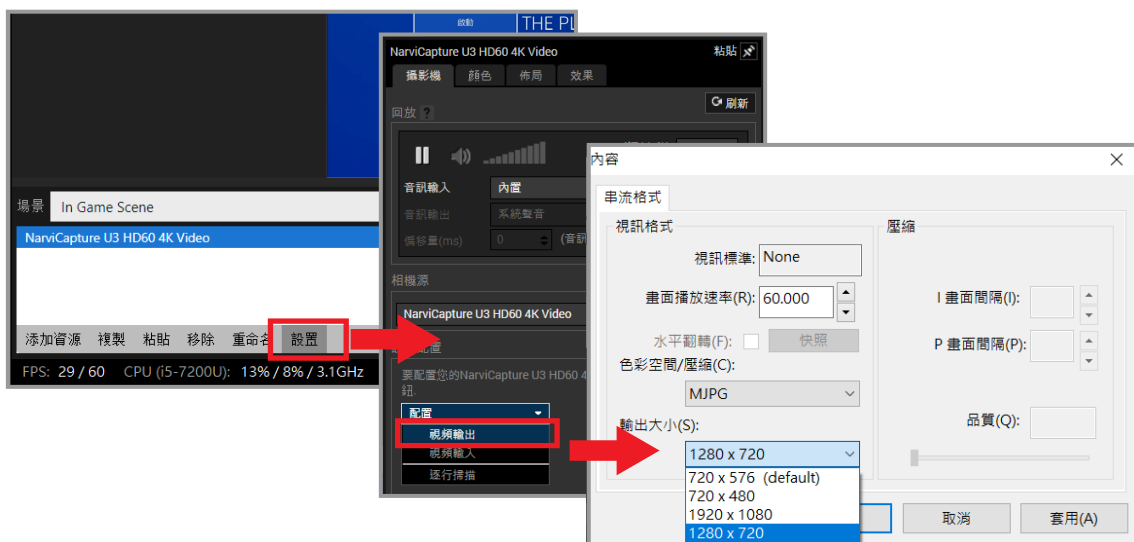 啟動
THE PL
場景
In Game Scene
NarviCapture U3 HD60 4K Video
添加資源 複製 粘貼 移除 重命名 設置
FPS: 29 / 60 CPU (i5-7200U): 13% / 8% / 3.1GHz
NarviCapture U3 HD60 4K Video
粘貼
攝影機 顏色 佈局 效果
回放 ?
刷新
音訊輸入 內置
音訊輸出 系統聲音
偏移量(ms) 0 (音訊
相機源
NarviCapture U3 HD60 4K Video
配置
要配置您的NarviCapture U3 HD60 4
鈕.
配置
視頻輸出
視頻輸入
逐行掃描
內容
串流格式
視訊格式
視訊標準: None
畫面播放速率(R): 60.000
水平翻轉(F): 快照
色彩空間/壓縮(C):
MJPG
輸出大小(S):
1280 x 720
720 x 576 (default)
720 x 480
1920 x 1080
1280 x 720
壓縮
I 畫面間隔(I):
P 畫面間隔(P):
品質(Q):
取消
套用(A)